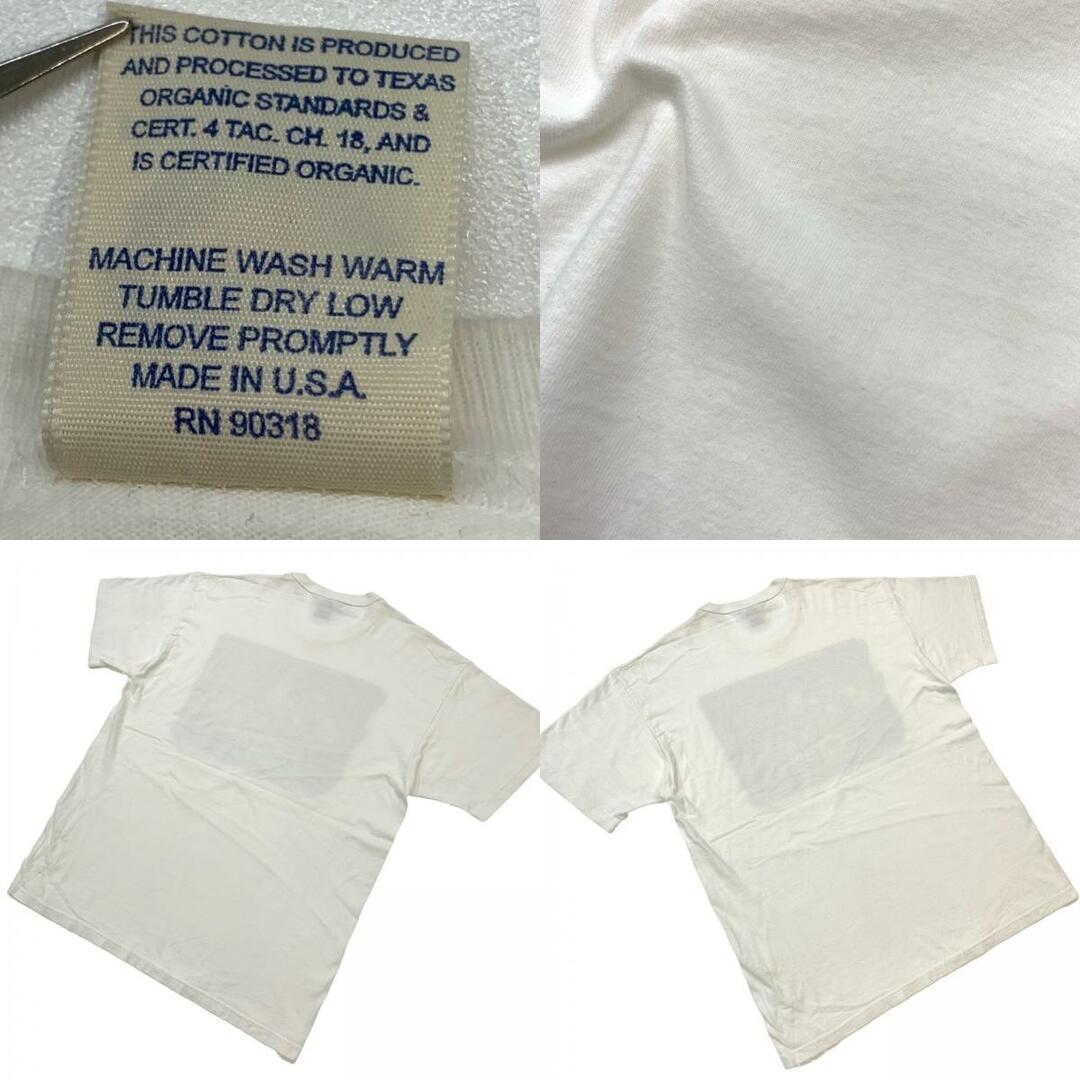 THIS COTTON IS PRODUCED
AND PROCESSED TO TEXAS
ORGANIC STANDARDS &
CERT. 4 TAC. CH. 18, AND
IS CERTIFIED ORGANIC.
MACHINE WASH WARM
TUMBLE DRY LOW
REMOVE PROMPTLY
MADE IN U.S.A.
RN 90318